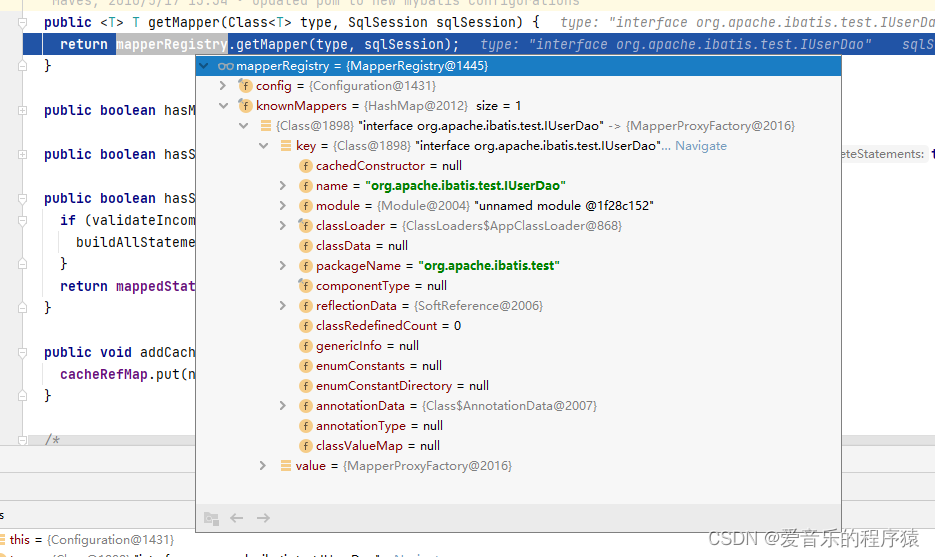 Maves, 2010/5/17 15:54 · updated pom to new mybatis configurations
public <T> T getMapper(Class<T> type, SqlSession sqlSession) { type: "interface org.apache.ibatis.test.IUserDa
return mapperRegistry.getMapper(type, sqlSession); type: "interface org.apache.ibatis.test.IUserDao" sqlS
}
mapperRegistry = {MapperRegistry@1445}
config = {Configuration@1431}
knownMappers = {HashMap@2012} size = 1
public boolean hasM
{Class@1898} "interface org.apache.ibatis.test.IUserDao" -> {MapperProxyFactory@2016}
key = {Class@1898} "interface org.apache.ibatis.test.IUserDao"... Navigate
public boolean hasS
eteStatements:
cachedConstructor = null
name = "org.apache.ibatis.test.IUserDao"
public boolean hasS
module = {Module@2004} "unnamed module @1f28c152"
if (validateIncom
classLoader = {ClassLoaders$AppClassLoader@868}
buildAllStateme
classData = null
}
packageName = "org.apache.ibatis.test"
return mappedStat
componentType = null
}
reflectionData = {SoftReference@2006}
classRedefinedCount = 0
genericInfo = null
public void addCach
enumConstants = null
cacheRefMap.put(n
enumConstantDirectory = null
}
annotationData = {Class$AnnotationData@2007}
annotationType = null
/*
classValueMap = null
value = {MapperProxyFactory@2016}
s
this = {Configuration@1431}
CSDN @爱音乐的程序猿